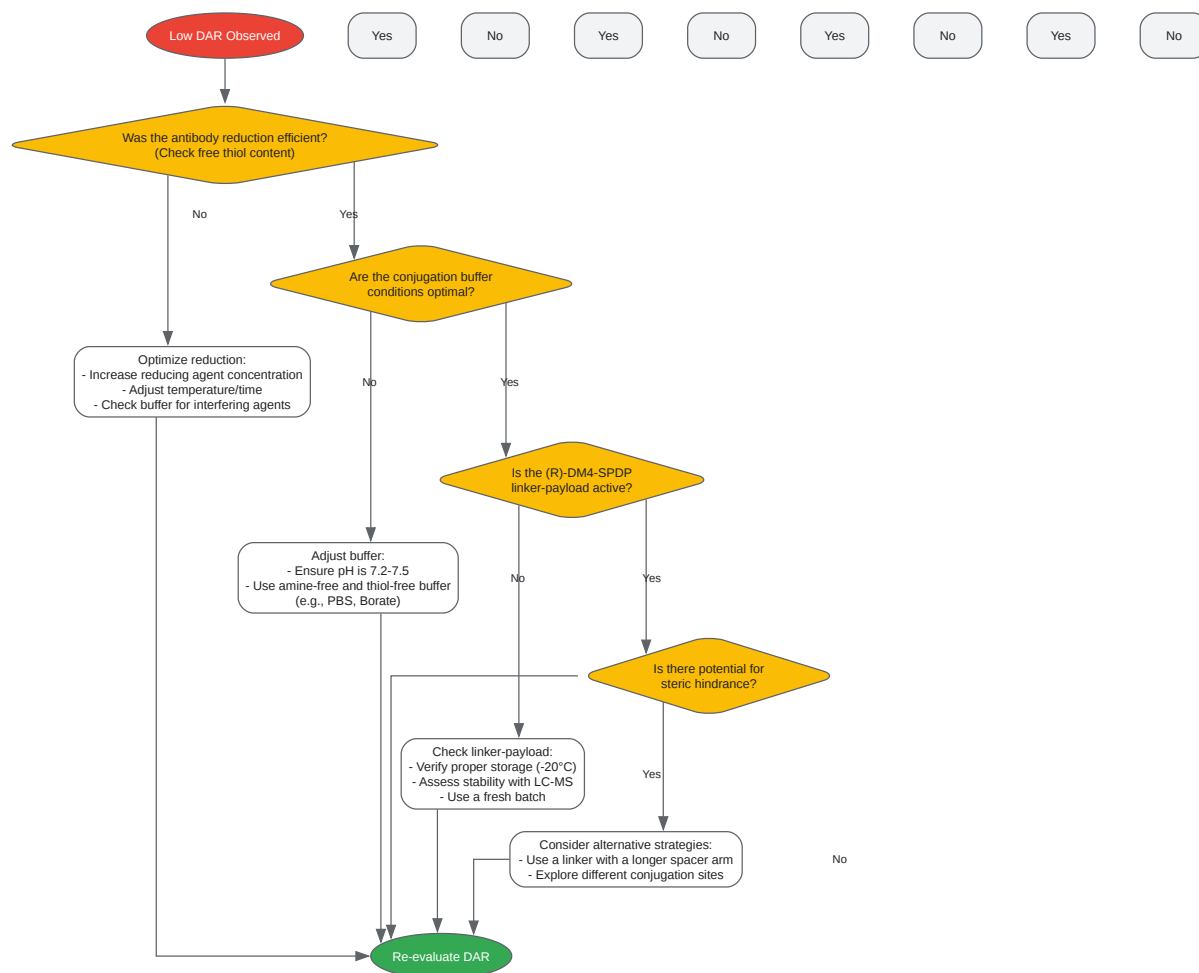 Low DAR Observed
Yes
No
Yes
No
Yes
No
Yes
No
Was the antibody reduction efficient?
(Check free thiol content)
No
Yes
Are the conjugation buffer
conditions optimal?
Optimize reduction:
- Increase reducing agent concentration
- Adjust temperature/time
- Check buffer for interfering agents
No
Yes
Is the (R)-DM4-SPDP
linker-payload active?
Adjust buffer:
- Ensure pH is 7.2-7.5
- Use amine-free and thiol-free buffer
(e.g., PBS, Borate)
No
Yes
Is there potential for
steric hindrance?
Check linker-payload:
- Verify proper storage (-20°C)
- Assess stability with LC-MS
- Use a fresh batch
Yes
Consider alternative strategies:
- Use a linker with a longer spacer arm
- Explore different conjugation sites
No
Re-evaluate DAR